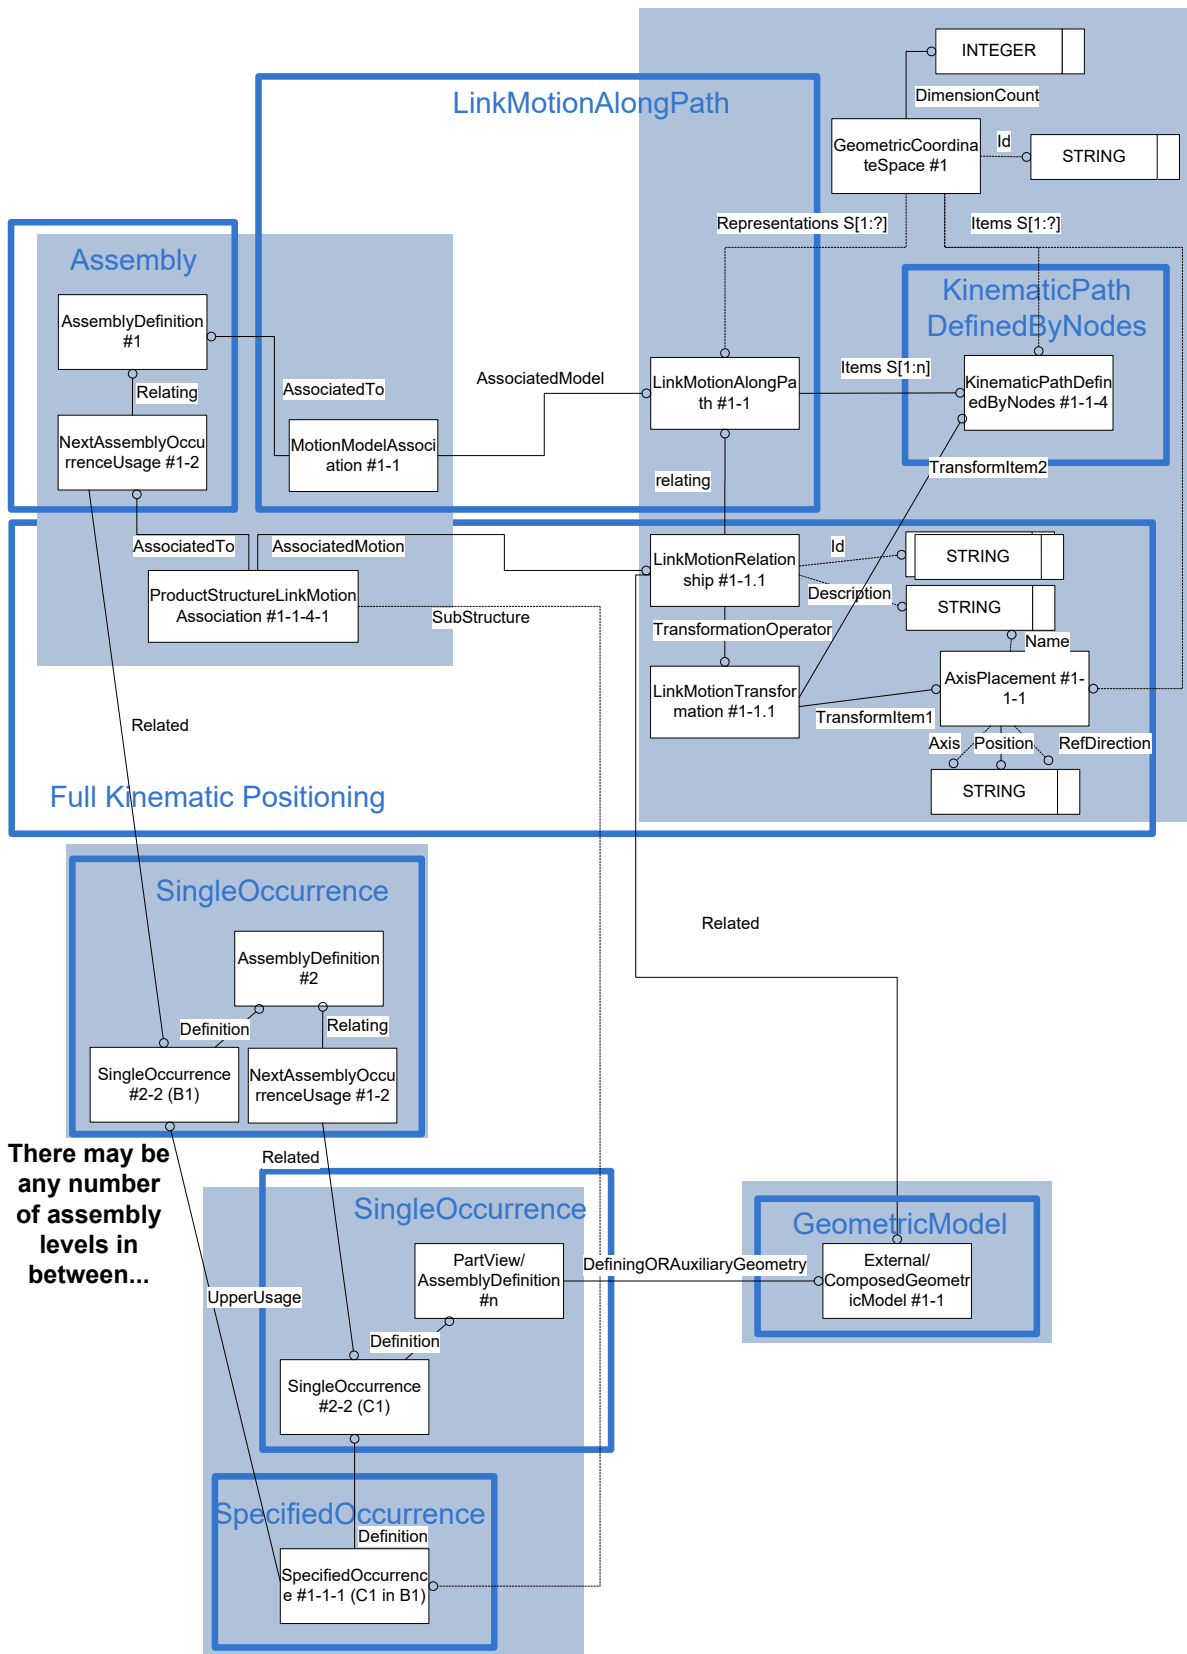 INTEGER
DimensionCount
LinkMotionAlongPath
GeometricCoordina
teSpace #1
Id
STRING
Representations S[1:?]
Items S[1:?]
Assembly
KinematicPath
DefinedByNodes
AssemblyDefinition
#1
Relating
AssociatedTo
AssociatedModel
LinkMotionAlongPa
th #1-1
Items S[1:n]
KinematicPathDefin
edByNodes #1-1-4
NextAssemblyOccu
rrenceUsage #1-2
MotionModelAssoci
ation #1-1
relating
TransformItem2
AssociatedTo
AssociatedMotion
LinkMotionRelation
ship #1-1.1
Id
STRING
Description
STRING
ProductStructureLinkMotion
Association #1-1-4-1
SubStructure
TransformationOperator
Name
LinkMotionTransfor
mation #1-1.1
TransformItem1
AxisPlacement #1-
1-1
Related
Axis
Position
RefDirection
STRING
Full Kinematic Positioning
SingleOccurrence
Related
AssemblyDefinition
#2
Definition
Relating
SingleOccurrence
#2-2 (B1)
NextAssemblyOccu
rrenceUsage #1-2
There may be
any number
of assembly
levels in
between...
Related
SingleOccurrence
GeometricModel
PartView/
AssemblyDefinition
#n
DefiningORAuxiliaryGeometry
External/
ComposedGeometr
icModel #1-1
UpperUsage
Definition
SingleOccurrence
#2-2 (C1)
SpecifiedOccurrence
Definition
SpecifiedOccurrenc
e #1-1-1 (C1 in B1)